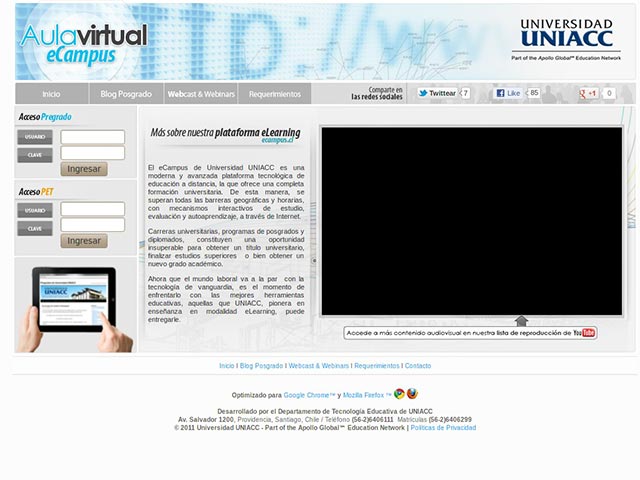 Aulavirtual
eCampus
TTD://ww
UNIVERSIDAD
UNIACC
Part of the Apollo Global™ Education Network
Inicio
Blog Posgrado
Webcast & Webinars
Requerimientos
Comparte en
las redes sodales
Twittear 7
Like 85
+1 0
Acceso Pregrado
USUARIO
CLAVE
Ingresar
Acceso PET
USUARIO
CLAVE
Ingresar
Más sobre nuestra plataforma eLearning
ecampus.cl
El eCampus de Universidad UNIACC es una
moderna y avanzada plataforma tecnológica de
educación a distancia, la que ofrece una completa
formación universitaria. De esta manera, se
superan todas las barreras geográficas y horarias,
con mecanismos interactivos de estudio,
evaluación y autoaprendizaje, a través de Internet.
Carreras universitarias, programas de posgrados y
diplomados, constituyen una oportunidad
insuperable para obtener un título universitario,
finalizar estudios superiores o bien obtener un
nuevo grado académico.
Ahora que el mundo laboral va a la par con la
tecnología de vanguardia, es el momento de
enfrentarlo con las mejores herramientas
educativas, aquellas que UNIACC, pionera en
enseñanza en modalidad eLearning, puede
entregarle.
Accede a más contenido audiovisual en nuestra lista de reproducción de YouTube
Inicio I Blog Posgrado I Webcast & Webinars I Requerimientos I Contacto
Optimizado para Google Chrome™ y Mozilla Firefox ™
Desarrollado por el Departamento de Tecnología Educativa de UNIACC
Av. Salvador 1200, Providencia, Santiago, Chile / Teléfono (56-2)6406111 Matrículas (56-2)6406299
© 2011 Universidad UNIACC - Part of the Apollo Global™ Education Network | Políticas de Privacidad